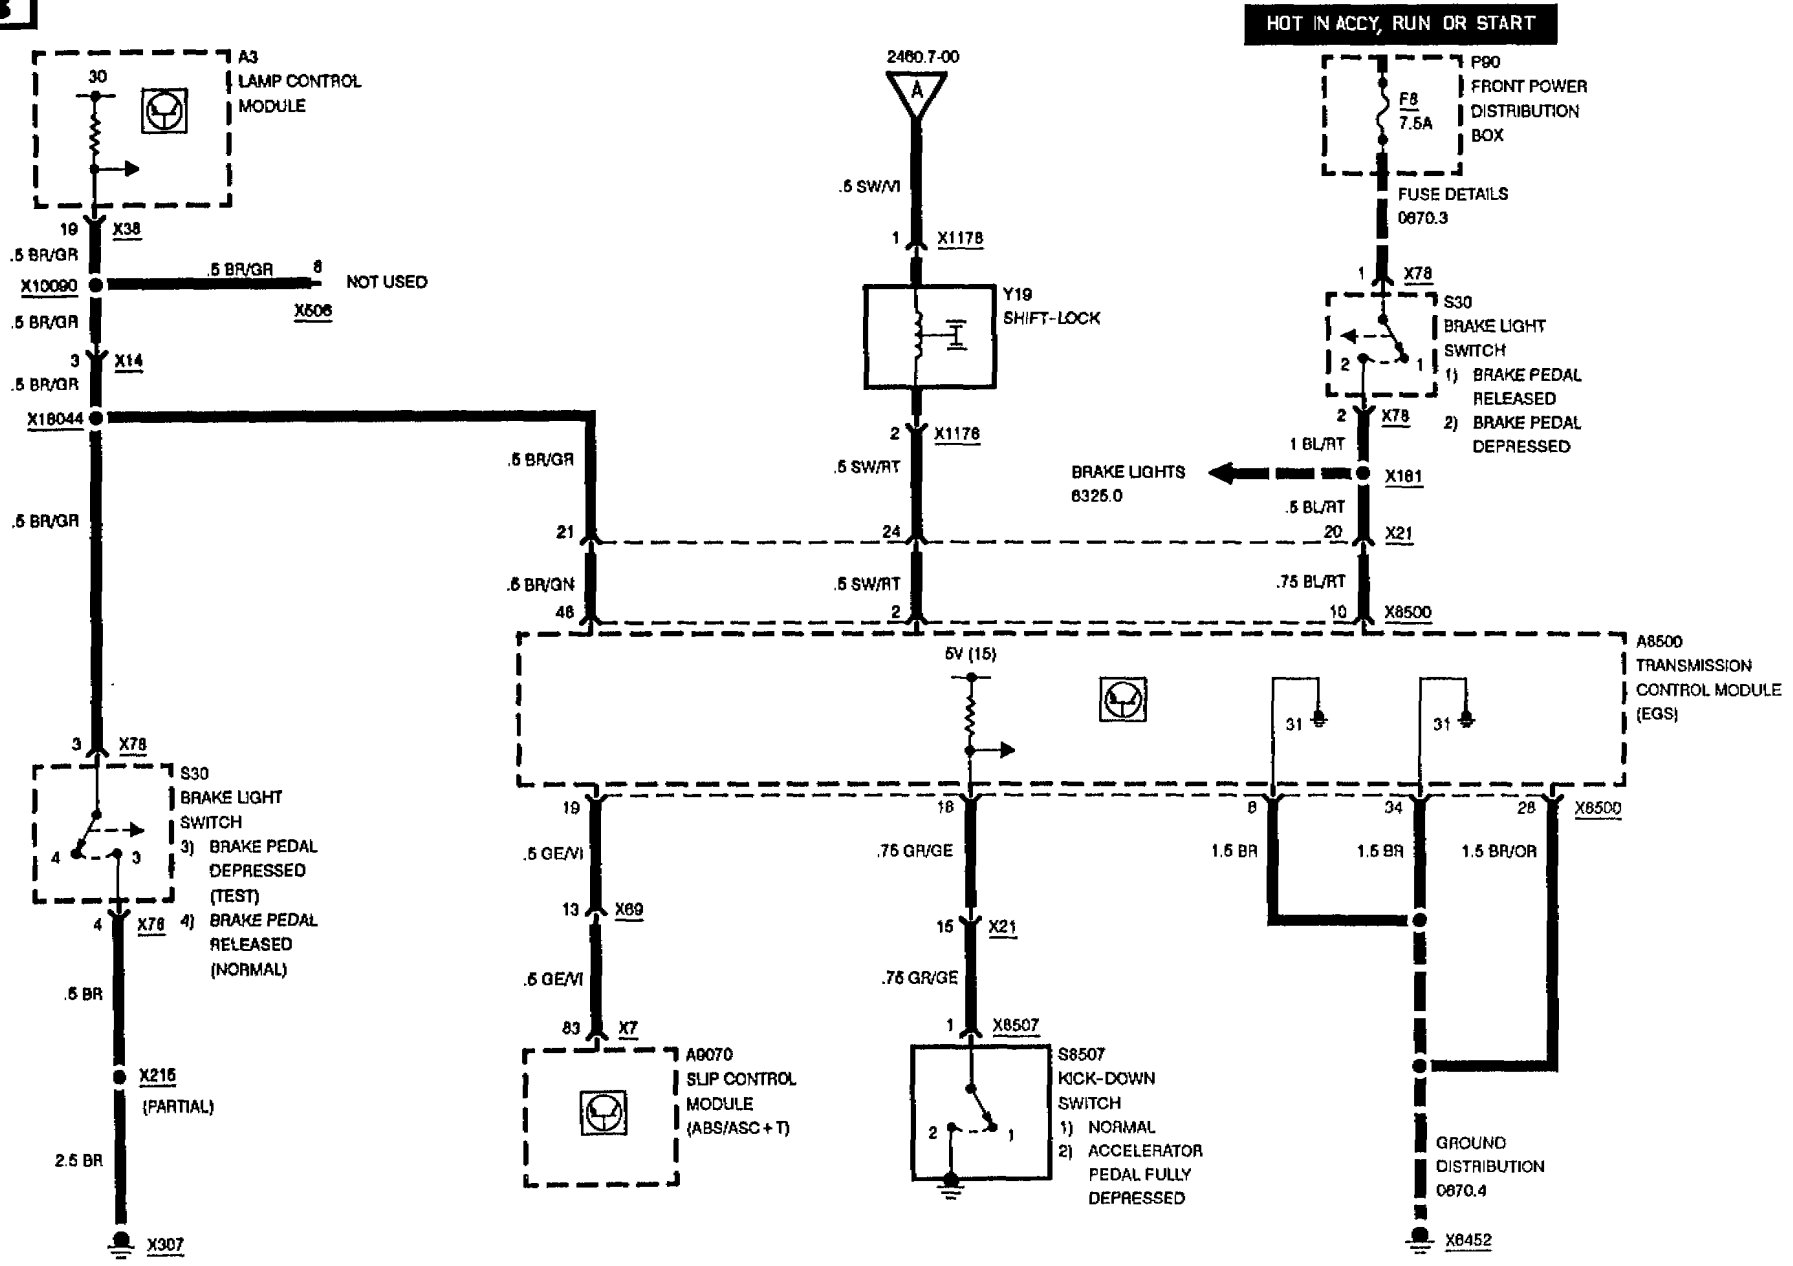 HOT IN ACCY, RUN OR START
A3
LAMP CONTROL
MODULE
30
19
X38
.5 BR/GR
X10090
.5 BR/GR
8
NOT USED
X506
.5 BR/GR
3
X14
.5 BR/GR
X18044
.5 BR/GR
.5 BR/GR
21
.5 BR/GN
48
3
X78
S30
BRAKE LIGHT
SWITCH
3) BRAKE PEDAL
DEPRESSED
(TEST)
4) BRAKE PEDAL
RELEASED
(NORMAL)
4
3
4
X78
.5 BR
X215
(PARTIAL)
2.5 BR
X307
2460.7-00
A
.5 SW/VI
1
X1178
Y19
SHIFT-LOCK
2
X1178
.5 SW/RT
24
.5 SW/RT
2
P90
FRONT POWER
DISTRIBUTION
BOX
F8
7.5A
FUSE DETAILS
0670.3
1
X78
S30
BRAKE LIGHT
SWITCH
1) BRAKE PEDAL
RELEASED
2) BRAKE PEDAL
DEPRESSED
2
1
2
X78
1 BL/RT
BRAKE LIGHTS
6325.0
X181
.5 BL/RT
20
X21
.75 BL/RT
10
X8500
A8500
TRANSMISSION
CONTROL MODULE
(EGS)
5V (15)
31
31
19
18
8
34
28
X8500
.5 GE/VI
13
X69
.5 GE/VI
83
X7
A9070
SLIP CONTROL
MODULE
(ABS/ASC+T)
.75 GR/GE
15
X21
.75 GR/GE
1
X8507
S8507
KICK-DOWN
SWITCH
1) NORMAL
2) ACCELERATOR
PEDAL FULLY
DEPRESSED
2
1
1.5 BR
1.5 BR
1.5 BR/OR
GROUND
DISTRIBUTION
0670.4
X6452